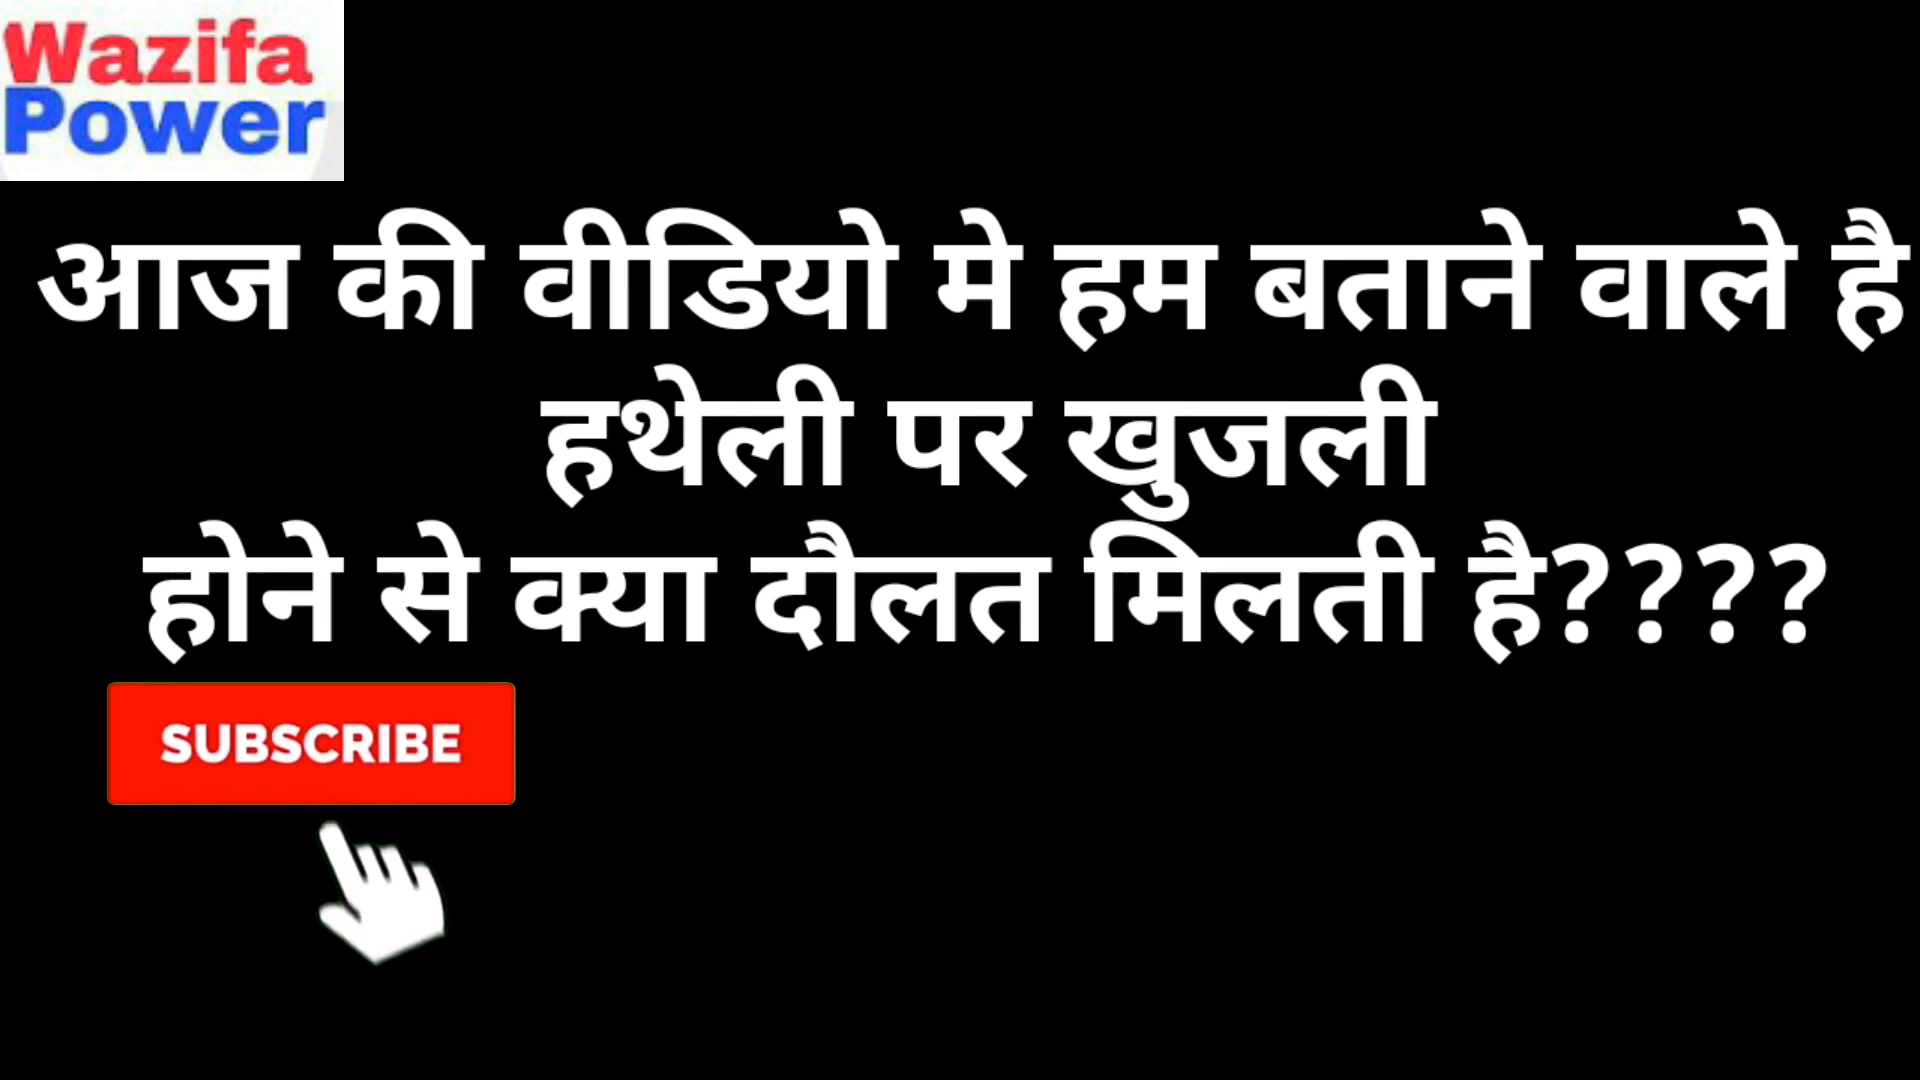 Wazifa
Power
आज की वीडियो मे हम बताने वाले है
हथेली पर खुजली
होने से क्या दौलत मिलती है????
SUBSCRIBE